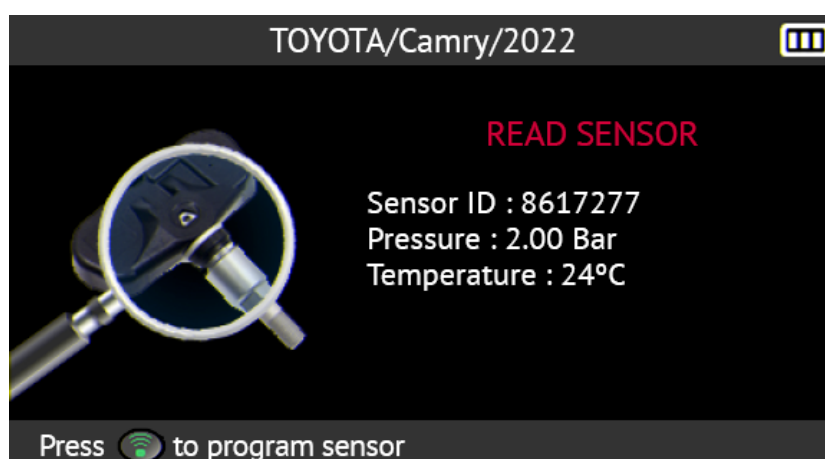 TOYOTA/Camry/2022
READ SENSOR
Sensor ID : 8617277
Pressure : 2.00 Bar
Temperature : 24°C
Press to program sensor